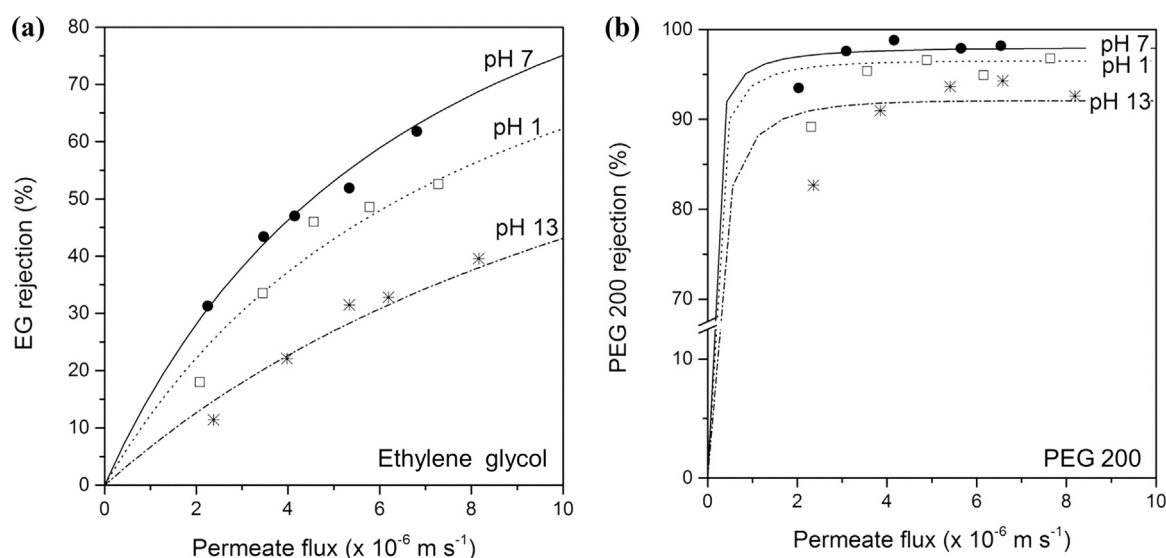 (a)
80
70
60
50
40
30
20
10
0
EG rejection (%)
pH 7
pH 1
pH 13
Ethylene glycol
0 2 4 6 8 10
Permeate flux (x 10⁻⁶ m s⁻¹)
(b)
100
90
80
70
10
0
PEG 200 rejection (%)
pH 7
pH 1
pH 13
PEG 200
0 2 4 6 8 10
Permeate flux (x 10⁻⁶ m s⁻¹)